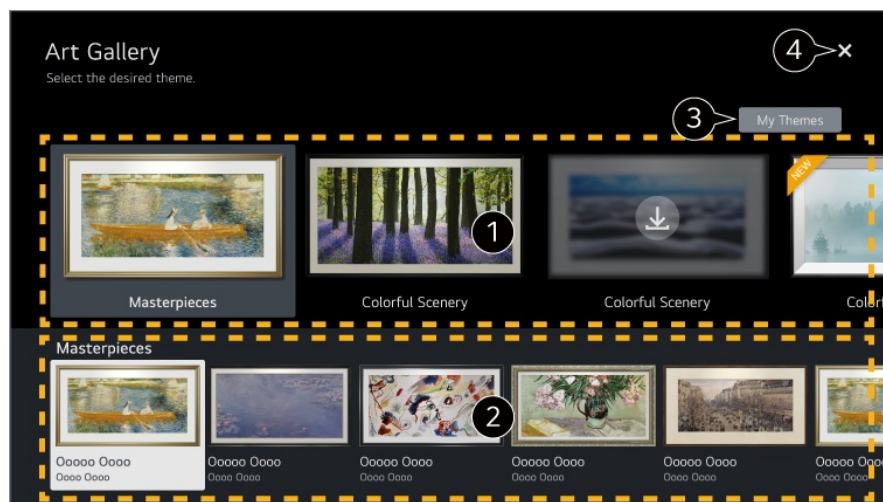 Art Gallery
Select the desired theme.
4
3
My Themes
NEW
1
Masterpieces
Colorful Scenery
Colorful Scenery
Colorf
Masterpieces
2
Ooooo Oooo
Ooooo Oooo
Ooooo Oooo
Ooooo Oooo
Ooooo Oooo
Ooooo Ooo
Oooo Oooo
Oooo Oooo
Oooo Oooo
Oooo Oooo
Oooo Oooo
Oooo Oooo